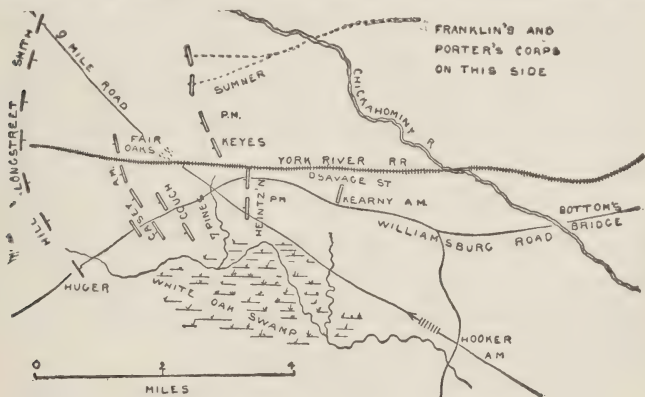 FRANKLIN'S AND
PORTER'S CORPS
ON THIS SIDE
SMITH
9 MILE ROAD
SUMNER
CHICKAHOMINY R.
LONGSTREET
P.M.
KEYES
FAIR
OAKS
YORK RIVER RR
SAVAGE ST
CASEY A.M.
COUCH
7 PINES
HEINTZ'N
PM
KEARNY A.M.
BOTTOM'S
BRIDGE
WILLIAMSBURG ROAD
HILL
HUGER
WHITE
OAK
SWAMP
HOOKER
AM
0 2 4
MILES